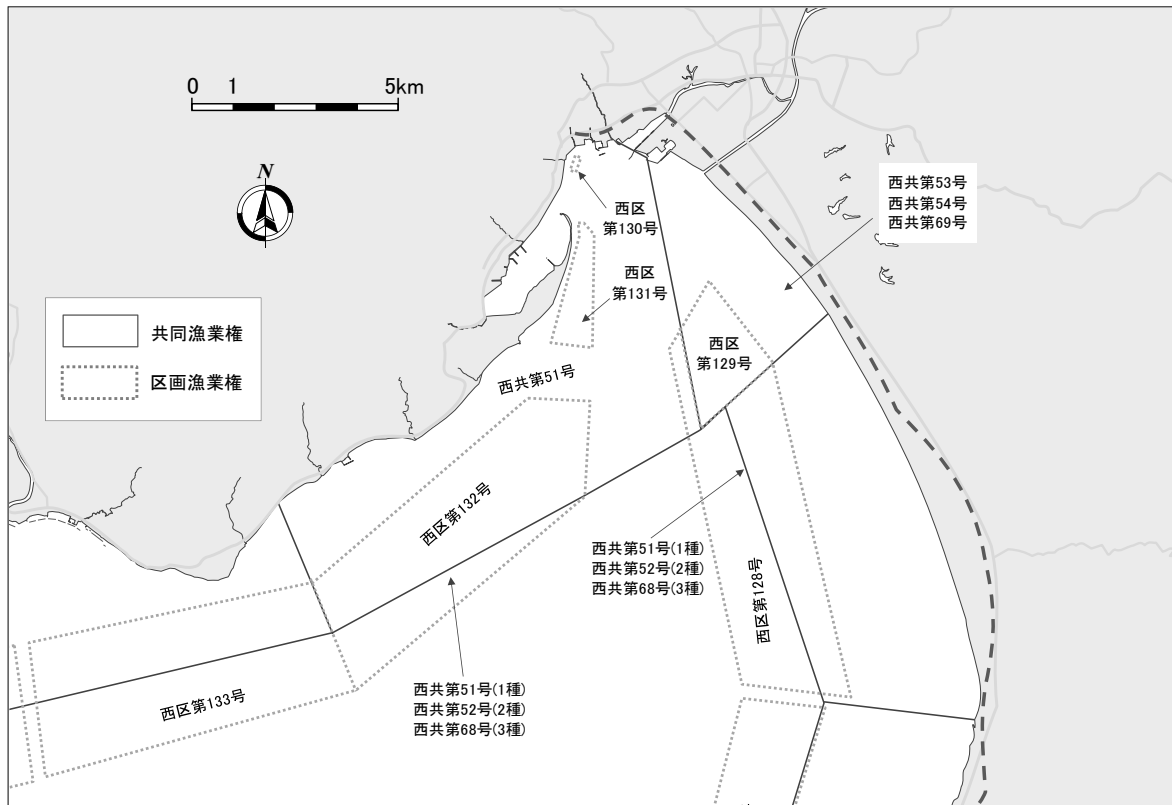 0 1 5km
N
西共第53号
西共第54号
西共第69号
西区
第130号
西区
第131号
共同漁業権
区画漁業権
西区
第129号
西共第51号
西区第132号
西共第51号(1種)
西共第52号(2種)
西共第68号(3種)
西区第128号
西区第133号
西共第51号(1種)
西共第52号(2種)
西共第68号(3種)